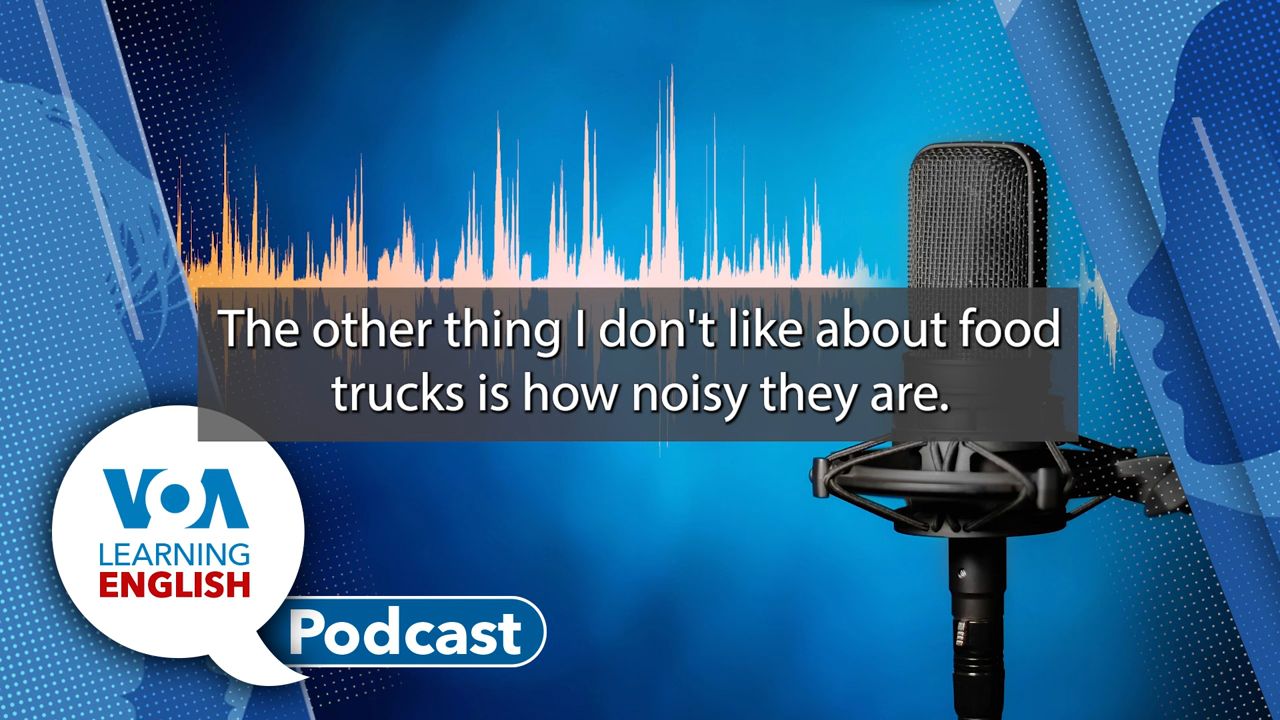 The other thing I don't like about food
trucks is how noisy they are.
VOA
LEARNING
ENGLISH
Podcast